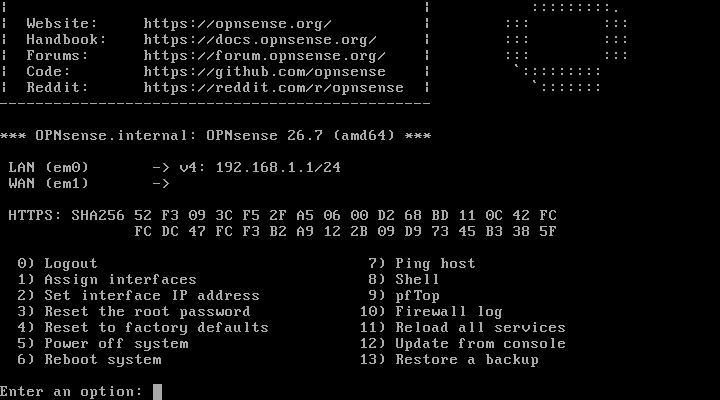 | Website: https://opnsense.org/ |
| Handbook: https://docs.opnsense.org/ |
| Forums: https://forum.opnsense.org/ |
| Code: https://github.com/opnsense |
| Reddit: https://reddit.com/r/opnsense |
----------------------------------------------
*** OPNsense.internal: OPNsense 26.7 (amd64) ***
LAN (em0) -> v4: 192.168.1.1/24
WAN (em1) ->
HTTPS: SHA256 52 F3 09 3C F5 2F A5 06 00 D2 68 BD 11 0C 42 FC
FC DC 47 FC F3 B2 A9 12 2B 09 D9 73 45 B3 38 5F
0) Logout 7) Ping host
1) Assign interfaces 8) Shell
2) Set interface IP address 9) pfTop
3) Reset the root password 10) Firewall log
4) Reset to factory defaults 11) Reload all services
5) Power off system 12) Update from console
6) Reboot system 13) Restore a backup
Enter an option: